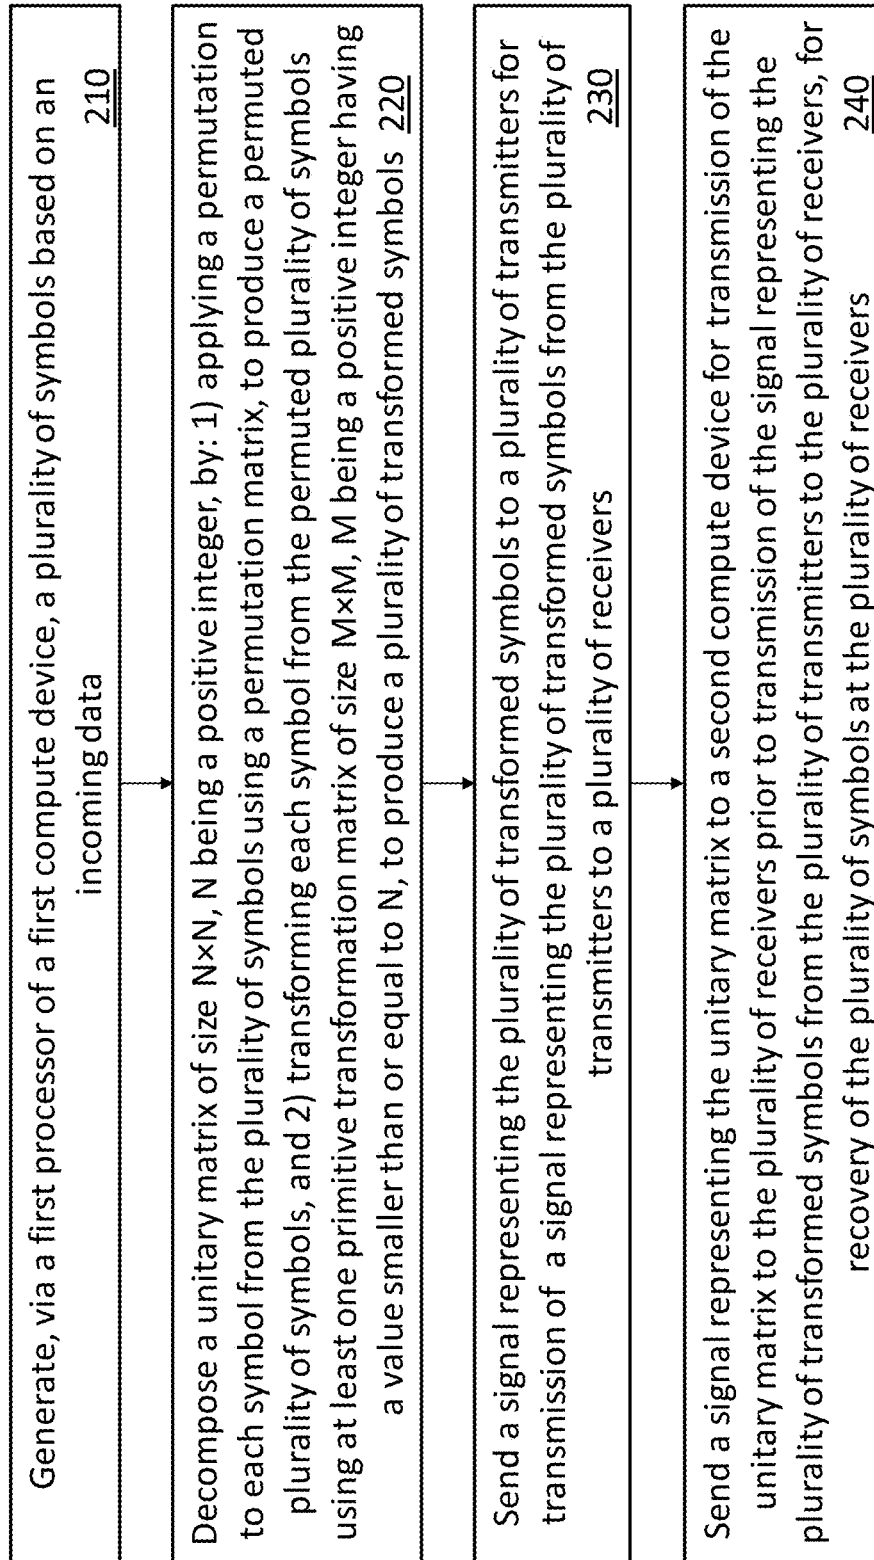 Generate, via a first processor of a first compute device, a plurality of symbols based on an
incoming data
210
Decompose a unitary matrix of size N×N, N being a positive integer, by: 1) applying a permutation
to each symbol from the plurality of symbols using a permutation matrix, to produce a permuted
plurality of symbols, and 2) transforming each symbol from the permuted plurality of symbols
using at least one primitive transformation matrix of size M×M, M being a positive integer having
a value smaller than or equal to N, to produce a plurality of transformed symbols 220
Send a signal representing the plurality of transformed symbols to a plurality of transmitters for
transmission of a signal representing the plurality of transformed symbols from the plurality of
transmitters to a plurality of receivers
230
Send a signal representing the unitary matrix to a second compute device for transmission of the
unitary matrix to the plurality of receivers prior to transmission of the signal representing the
plurality of transformed symbols from the plurality of transmitters to the plurality of receivers, for
recovery of the plurality of symbols at the plurality of receivers
240